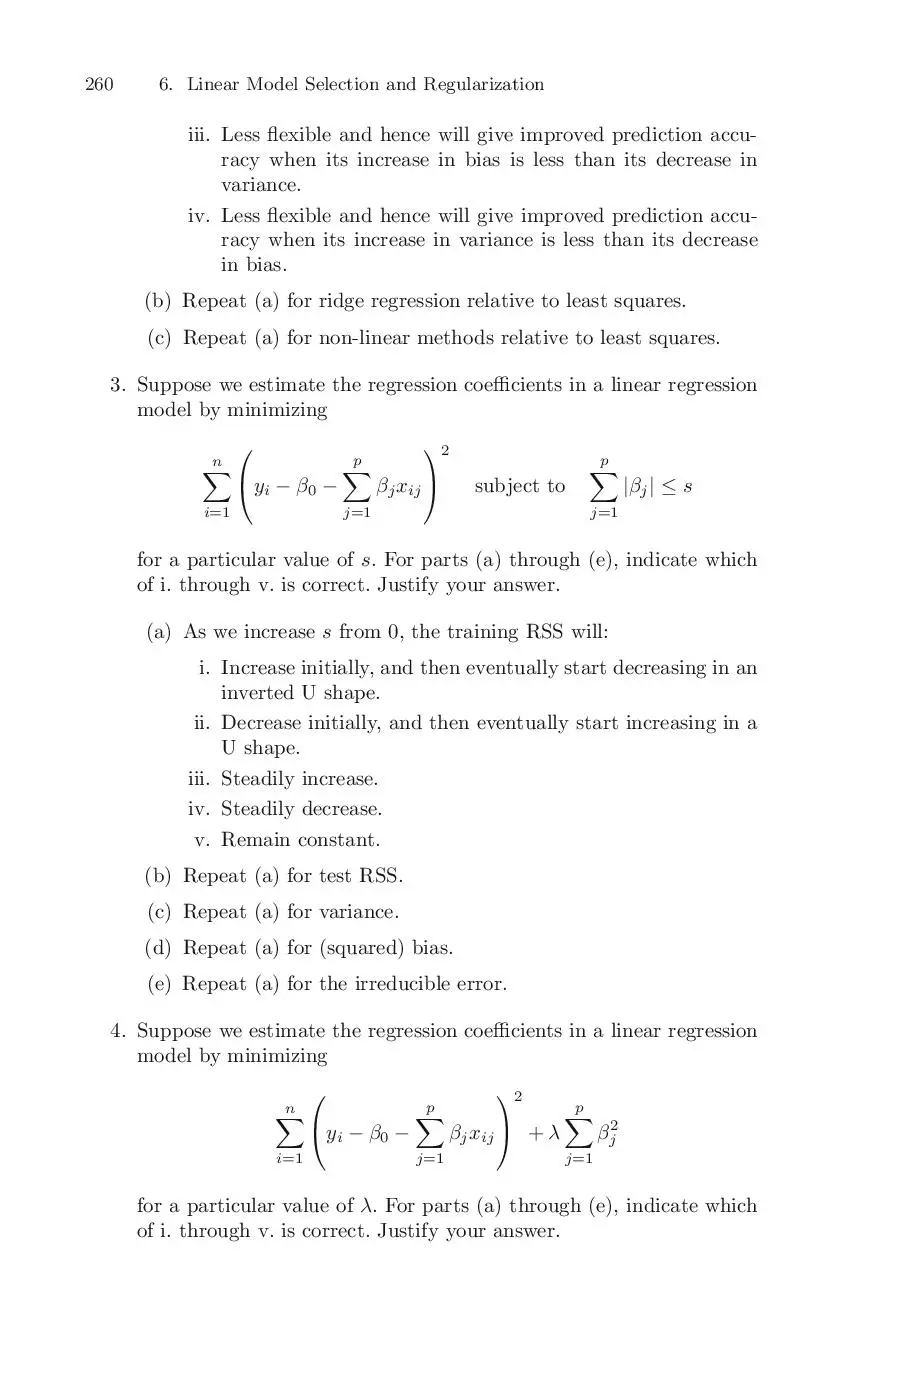 260 6. Linear Model Selection and Regularization
iii. Less flexible and hence will give improved prediction accu-
racy when its increase in bias is less than its decrease in
variance.
iv. Less flexible and hence will give improved prediction accu-
racy when its increase in variance is less than its decrease
in bias.
(b) Repeat (a) for ridge regression relative to least squares.
(c) Repeat (a) for non-linear methods relative to least squares.
3. Suppose we estimate the regression coefficients in a linear regression
model by minimizing
\sum_{i=1}^{n} \left( y_i - \beta_0 - \sum_{j=1}^{p} \beta_j x_{ij} \right)^2 subject to \sum_{j=1}^{p} |\beta_j| \leq s
for a particular value of s. For parts (a) through (e), indicate which
of i. through v. is correct. Justify your answer.
(a) As we increase s from 0, the training RSS will:
i. Increase initially, and then eventually start decreasing in an
inverted U shape.
ii. Decrease initially, and then eventually start increasing in a
U shape.
iii. Steadily increase.
iv. Steadily decrease.
v. Remain constant.
(b) Repeat (a) for test RSS.
(c) Repeat (a) for variance.
(d) Repeat (a) for (squared) bias.
(e) Repeat (a) for the irreducible error.
4. Suppose we estimate the regression coefficients in a linear regression
model by minimizing
\sum_{i=1}^{n} \left( y_i - \beta_0 - \sum_{j=1}^{p} \beta_j x_{ij} \right)^2 + \lambda \sum_{j=1}^{p} \beta_j^2
for a particular value of λ. For parts (a) through (e), indicate which
of i. through v. is correct. Justify your answer.